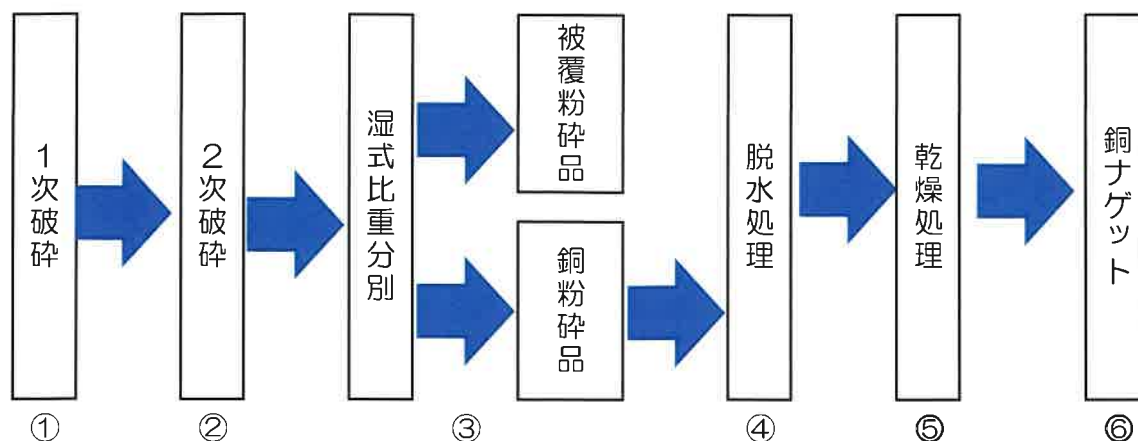 1次破砕
2次破砕
湿式比重分別
被覆粉砕品
銅粉砕品
脱水処理
乾燥処理
銅ナゲット
①
②
③
④
⑤
⑥